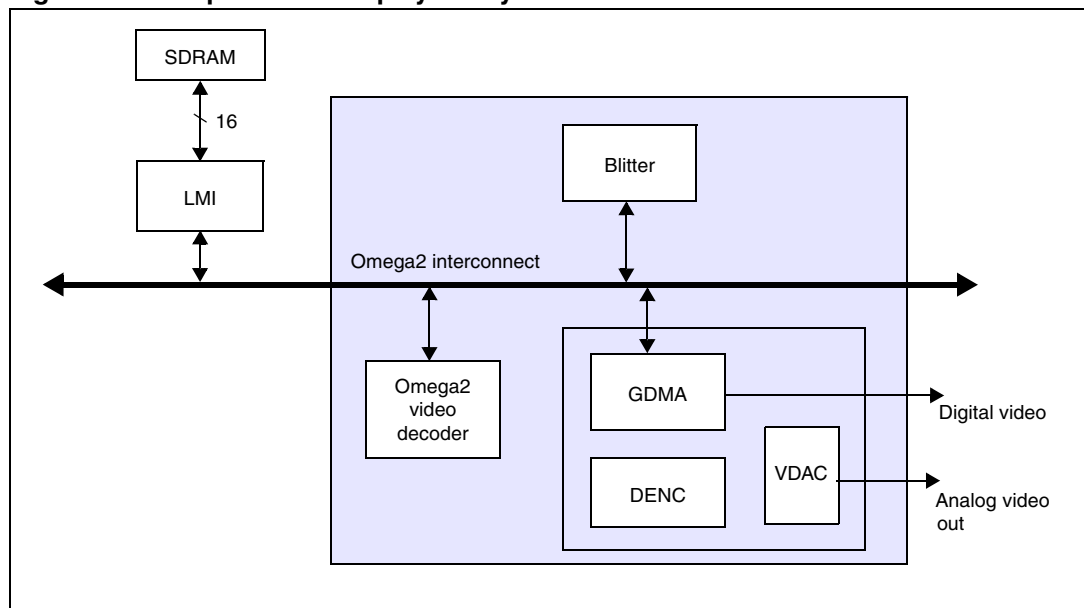 SDRAM
16
LMI
Blitter
Omega2 interconnect
Omega2
video
decoder
GDMA
Digital video
VDAC
DENC
Analog video
out